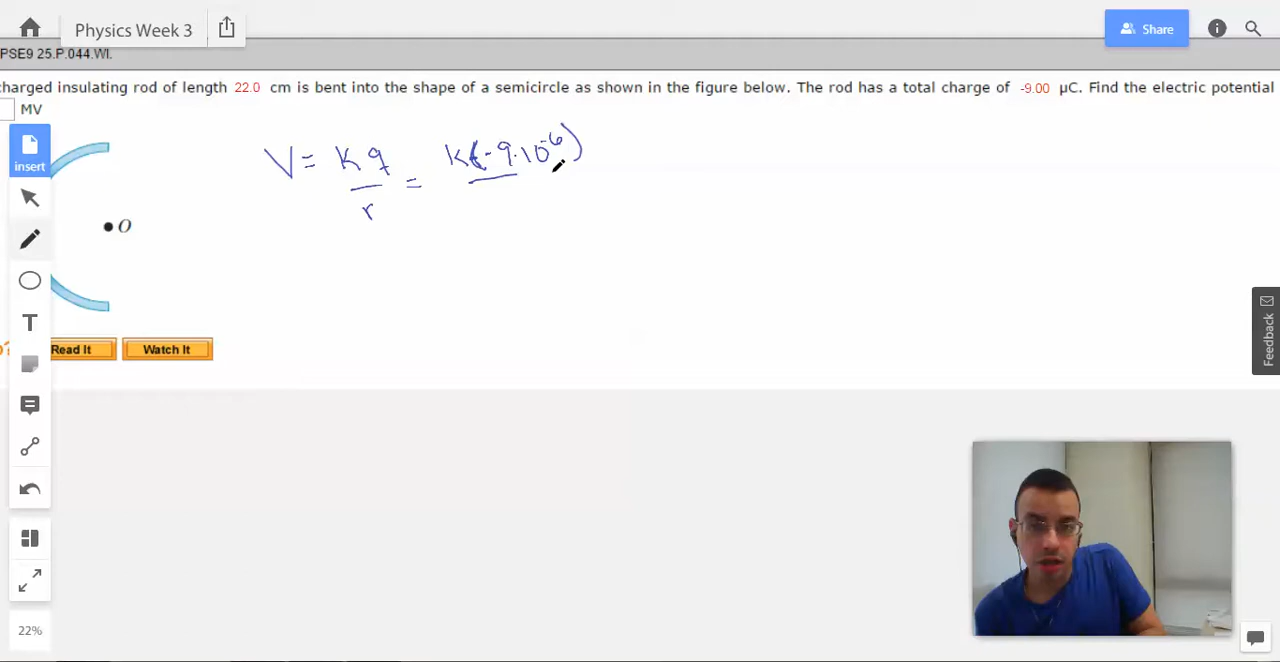 Physics Week 3
Share
PSE9 25.P.044.WI.
charged insulating rod of length 22.0 cm is bent into the shape of a semicircle as shown in the figure below. The rod has a total charge of -9.00 µC. Find the electric potential
MV
insert
V = Kq/r = K(-9·10^-6)
O
T
Read It
Watch It
Feedback
22%